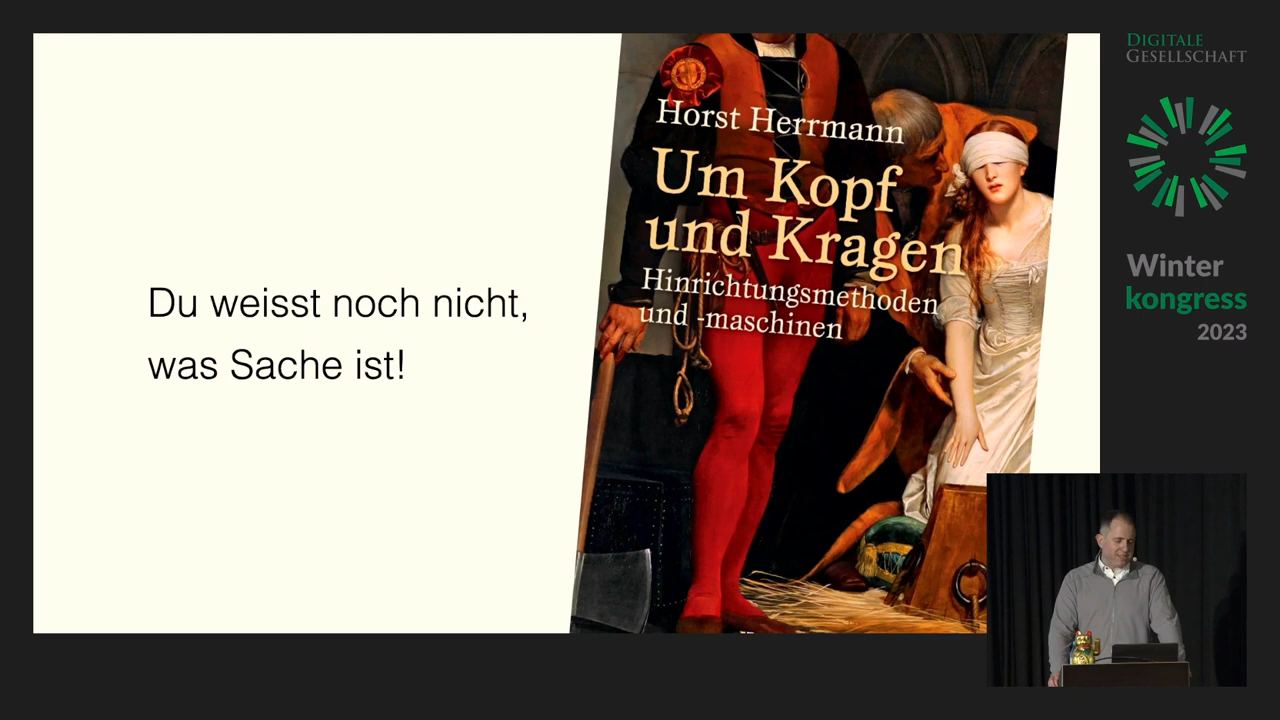 Du weisst noch nicht,
was Sache ist!
Horst Herrmann
Um Kopf
und Kragen
Hinrichtungsmethoden
und -maschinen
DIGITALE
GESELLSCHAFT
Winter
kongress
2023